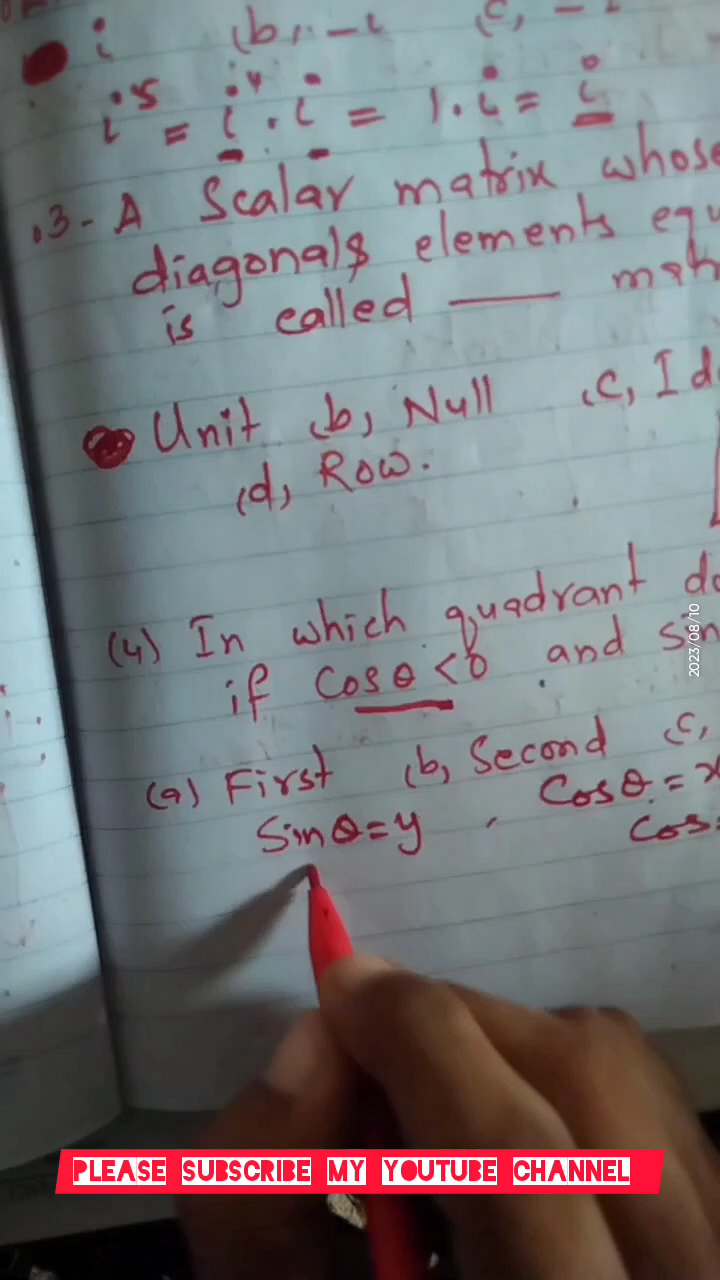 i (b, -i (c, -i
i⁵ = i⁴ . i = 1 . i = i
.3- A Scalar matrix whose
diagonals elements equ
is called —— mat
Unit (b, Null (c, Id
(d, Row.
(4) In which quadrant do
if Cosθ <0 and sin
(a) First (b, Second (c,
Sinθ=y , Cosθ = x
Cos=
2023/08/10
PLEASE SUBSCRIBE MY YOUTUBE CHANNEL